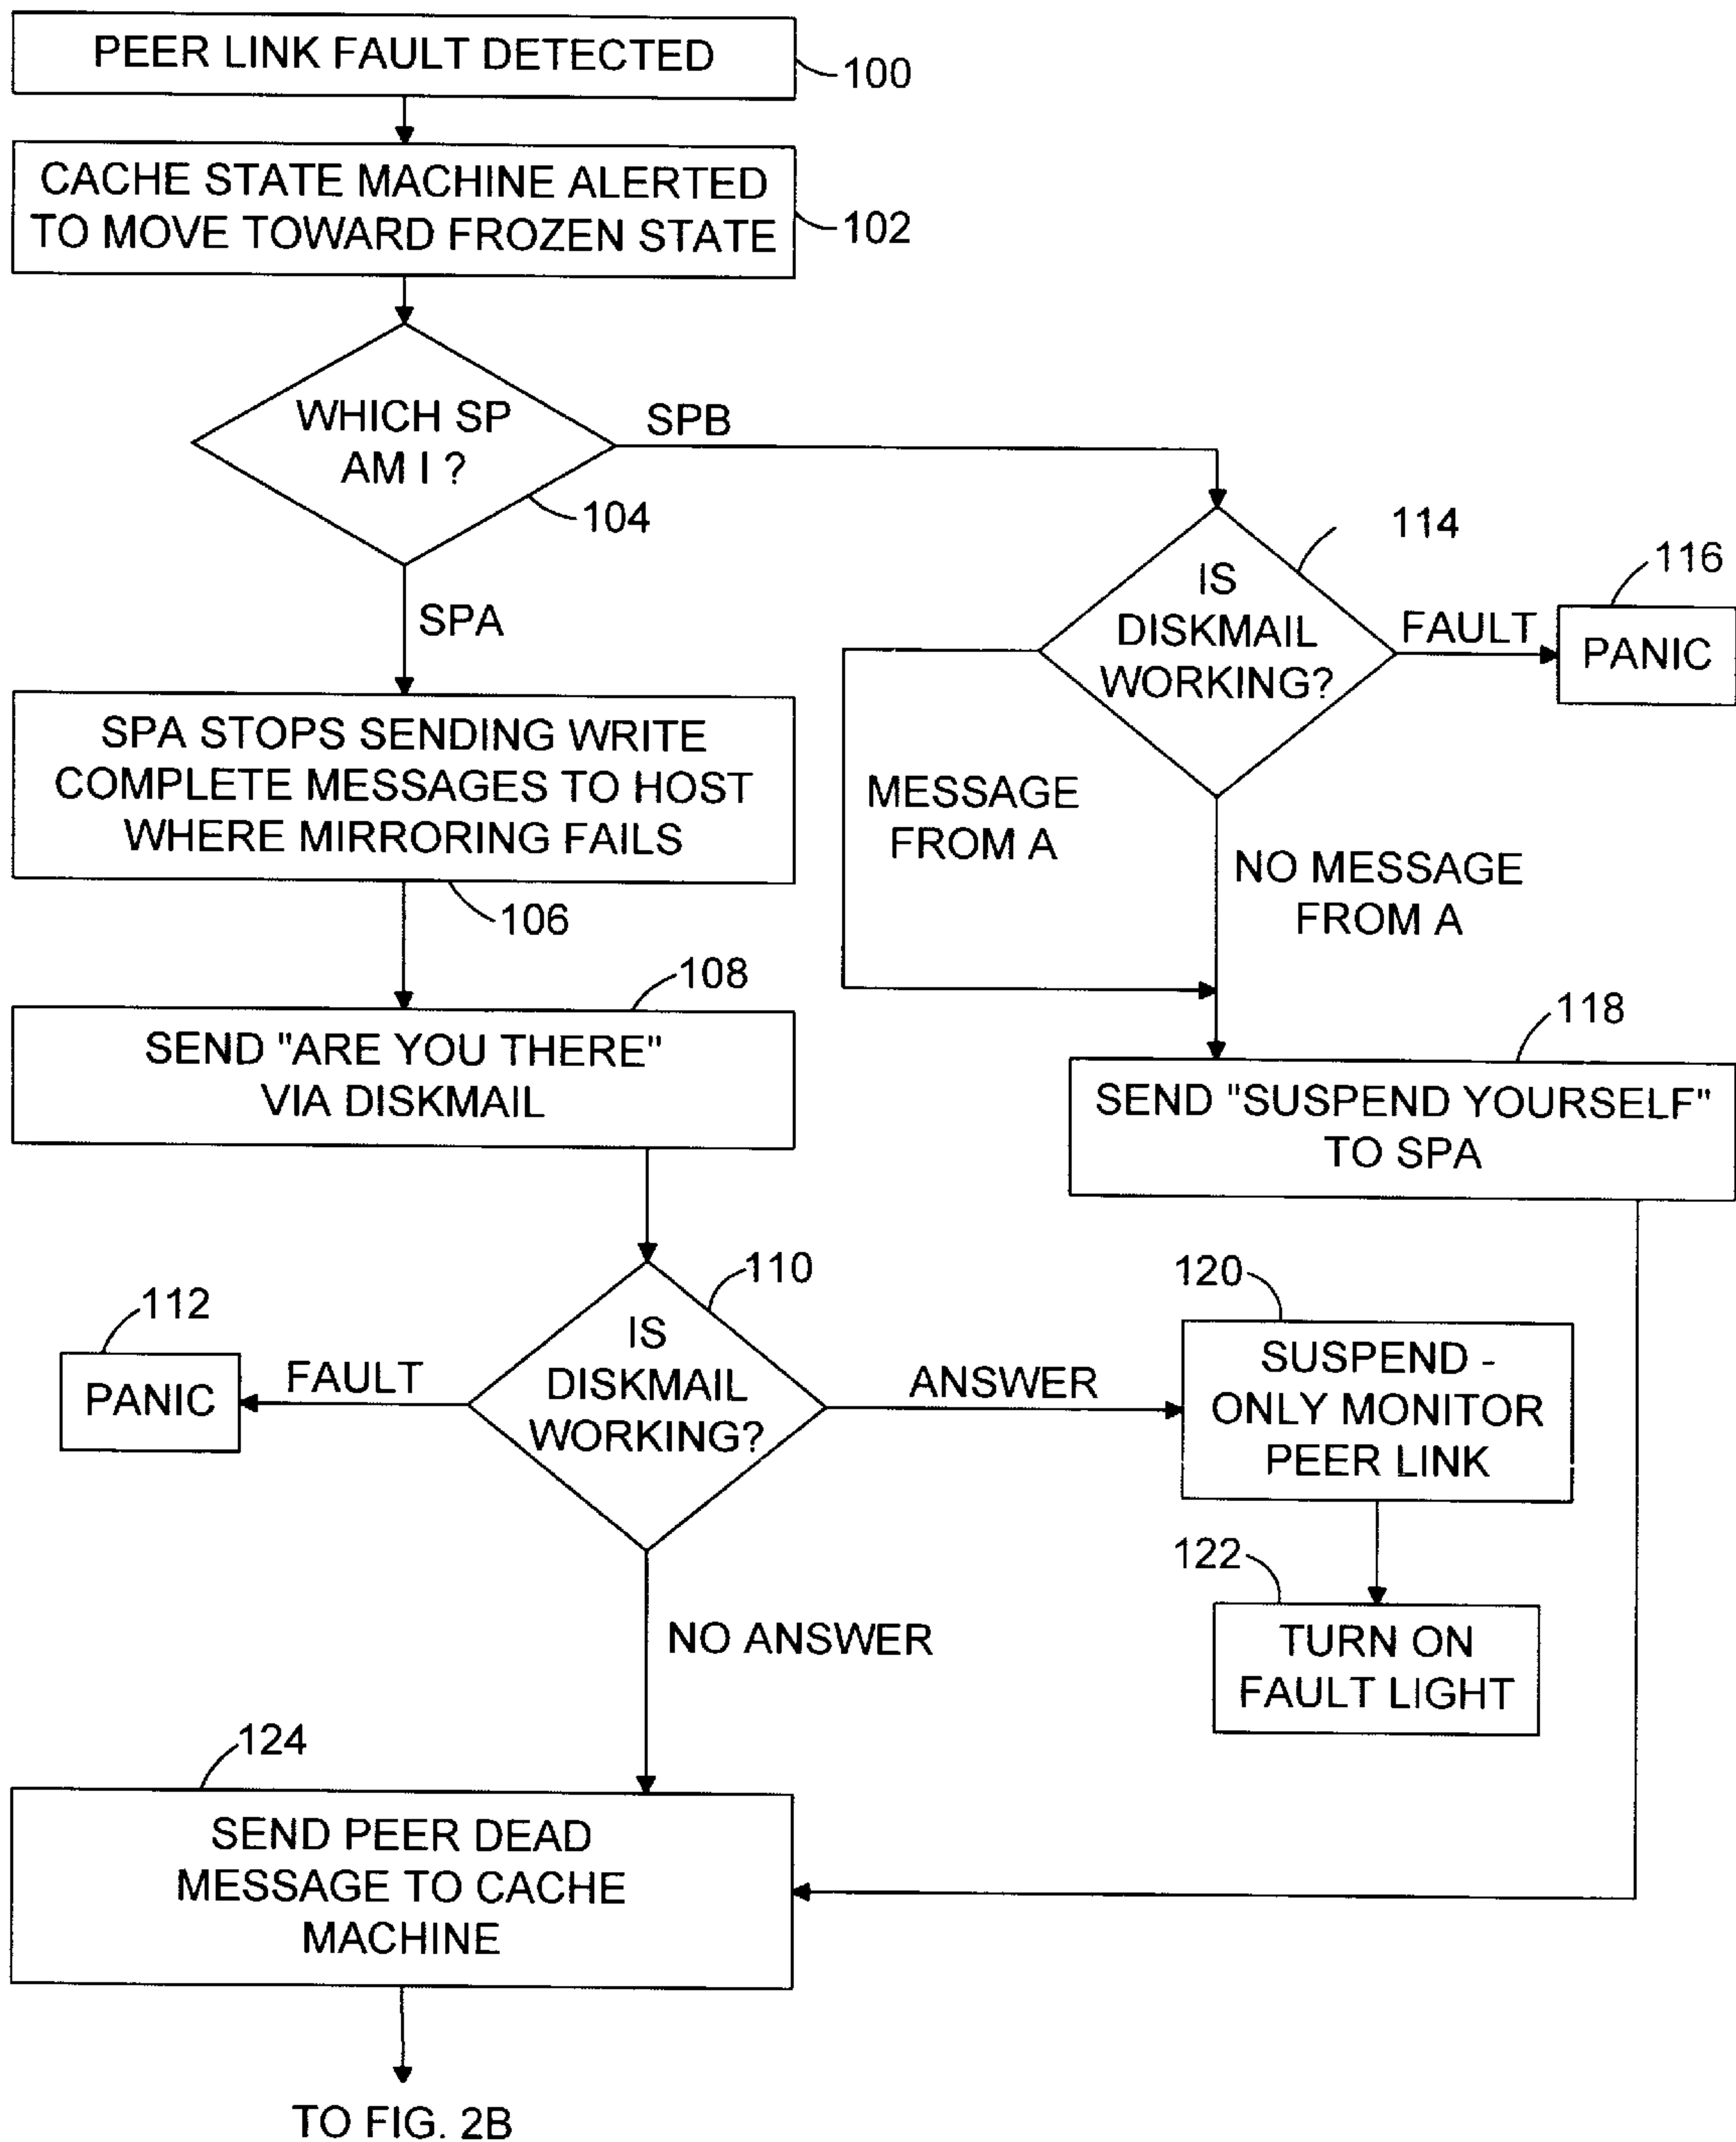 PEER LINK FAULT DETECTED
100
CACHE STATE MACHINE ALERTED
TO MOVE TOWARD FROZEN STATE
102
WHICH SP
AM I ?
104
SPB
SPA
114
IS
DISKMAIL
WORKING?
FAULT
116
PANIC
MESSAGE
FROM A
NO MESSAGE
FROM A
SPA STOPS SENDING WRITE
COMPLETE MESSAGES TO HOST
WHERE MIRRORING FAILS
106
108
SEND "ARE YOU THERE"
VIA DISKMAIL
118
SEND "SUSPEND YOURSELF"
TO SPA
110
IS
DISKMAIL
WORKING?
112
PANIC
FAULT
ANSWER
120
SUSPEND -
ONLY MONITOR
PEER LINK
122
TURN ON
FAULT LIGHT
NO ANSWER
124
SEND PEER DEAD
MESSAGE TO CACHE
MACHINE
TO FIG. 2B